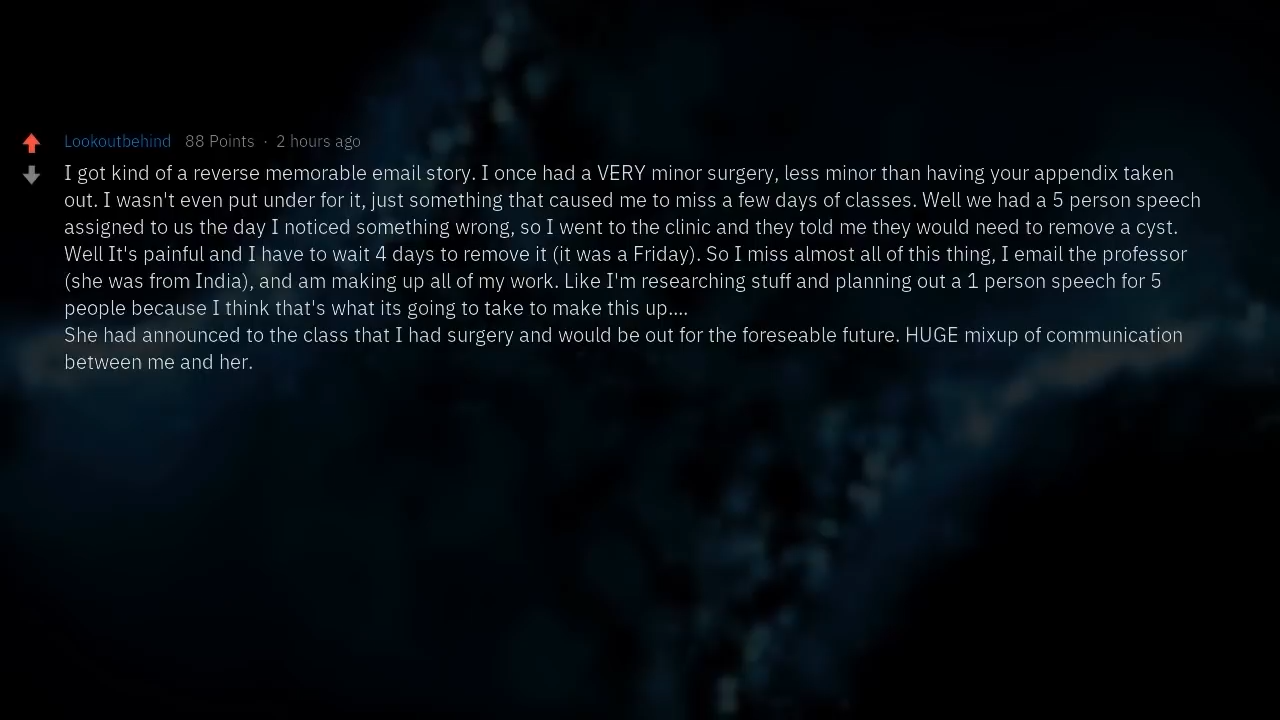 Lookoutbehind 88 Points · 2 hours ago
I got kind of a reverse memorable email story. I once had a VERY minor surgery, less minor than having your appendix taken
out. I wasn't even put under for it, just something that caused me to miss a few days of classes. Well we had a 5 person speech
assigned to us the day I noticed something wrong, so I went to the clinic and they told me they would need to remove a cyst.
Well It's painful and I have to wait 4 days to remove it (it was a Friday). So I miss almost all of this thing, I email the professor
(she was from India), and am making up all of my work. Like I'm researching stuff and planning out a 1 person speech for 5
people because I think that's what its going to take to make this up....
She had announced to the class that I had surgery and would be out for the foreseable future. HUGE mixup of communication
between me and her.